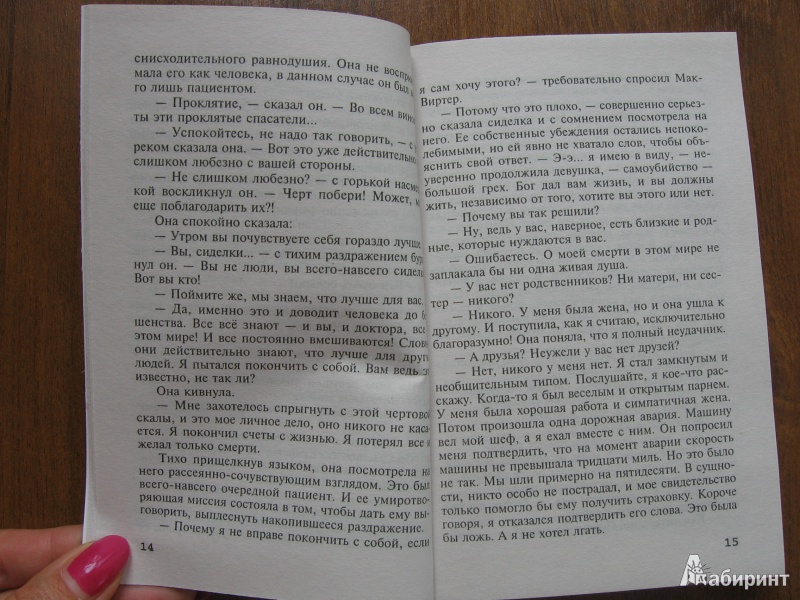 снисходительного равнодушия. Она не воспри
мала его как человека, в данном случае он был
го лишь пациентом.
— Проклятие, — сказал он. — Во всем вин
ты эти проклятые спасатели...
— Успокойтесь, не надо так говорить, — с у
реком сказала она. — Вот это уже действительно
слишком любезно с вашей стороны.
— Не слишком любезно? — с горькой насмеш
кой воскликнул он. — Черт побери! Может, м
еще поблагодарить их?!
Она спокойно сказала:
— Утром вы почувствуете себя гораздо лучше.
— Вы, сиделки... — с тихим раздражением бур
нул он. — Вы не люди, вы всего-навсего сидел
Вот вы кто!
— Поймите же, мы знаем, что лучше для вас.
— Да, именно это и доводит человека до б
шенства. Все всё знают — и вы, и доктора, все
этом мире! И все постоянно вмешиваются! Слов
они действительно знают, что лучше для друг
людей. Я пытался покончить с собой. Вам ведь э
известно, не так ли?
Она кивнула.
— Мне захотелось спрыгнуть с этой чертовой
скалы, и это мое личное дело, оно никого не каса
ется. Я покончил счеты с жизнью. Я потерял все и
желал только смерти.
Тихо прищелкнув языком, она посмотрела на
него рассеянно-сочувствующим взглядом. Это был
всего-навсего очередной пациент. И ее умиротво-
ряющая миссия состояла в том, чтобы дать ему вы-
говорить, выплеснуть накопившееся раздражение.
— Почему я не вправе покончить с собой, если
14
я сам хочу этого? — требовательно спросил Мак-
Виртер.
— Потому что это плохо, — совершенно серьез-
но сказала сиделка и с сомнением посмотрела на
него. Ее собственные убеждения остались непоко-
лебимыми, но ей явно не хватало слов, чтобы объ-
яснить свой ответ. — Э-э... я имею в виду, — не-
уверенно продолжила девушка, — самоубийство —
большой грех. Бог дал вам жизнь, и вы должны
жить, независимо от того, хотите вы этого или нет.
— Почему вы так решили?
— Ну, ведь у вас, наверное, есть близкие и род-
ные, которые нуждаются в вас.
— Ошибаетесь. О моей смерти в этом мире не
заплакала бы ни одна живая душа.
— У вас нет родственников? Ни матери, ни сес-
тер — никого?
— Никого. У меня была жена, но и она ушла к
другому. И поступила, как я считаю, исключительно
благоразумно! Она поняла, что я полный неудачник.
— А друзья? Неужели у вас нет друзей?
— Нет, никого у меня нет. Я стал замкнутым и
необщительным типом. Послушайте, я кое-что рас-
скажу. Когда-то я был веселым и открытым парнем.
У меня была хорошая работа и симпатичная жена.
Потом произошла одна дорожная авария. Машину
вел мой шеф, а я ехал вместе с ним. Он попросил
меня подтвердить, что на момент аварии скорость
машины не превышала тридцати миль. Но это было
не так. Мы шли примерно на пятидесяти. В сущно-
сти, никто особо не пострадал, и мое свидетельство
только помогло бы ему получить страховку. Короче
говоря, я отказался подтвердить его слова. Это была
бы ложь. А я не хотел лгать.
15
Лабиринт